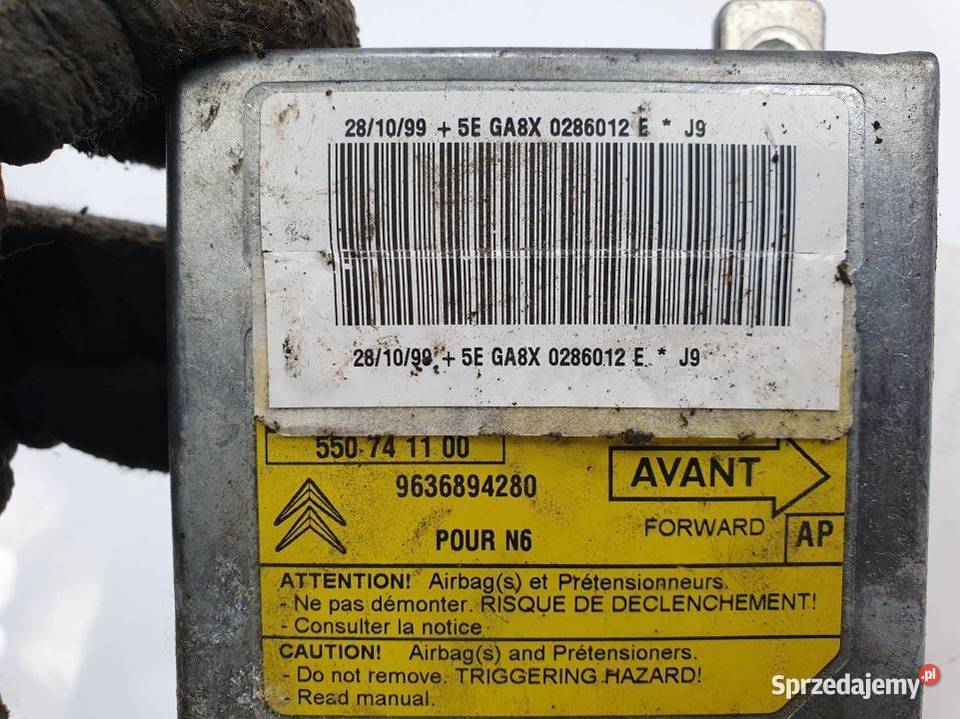 28/10/99 + 5E GA8X 0286012 E * J9
28/10/99 + 5E GA8X 0286012 E * J9
550 74 11 00
9636894280
POUR N6
AVANT
FORWARD
AP
ATTENTION! Airbag(s) et Prétensionneurs.
- Ne pas démonter. RISQUE DE DECLENCHEMENT!
- Consulter la notice
CAUTION! Airbag(s) and Prétensioners.
- Do not remove. TRIGGERING HAZARD!
- Read manual.
Sprzedajemy.pl